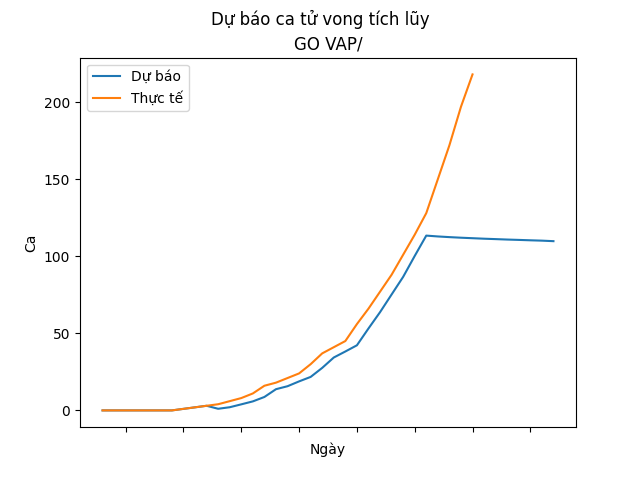 Dự báo ca tử vong tích lũy
GO VAP/
Dự báo
Thực tế
200
150
100
50
0
Ca
Ngày